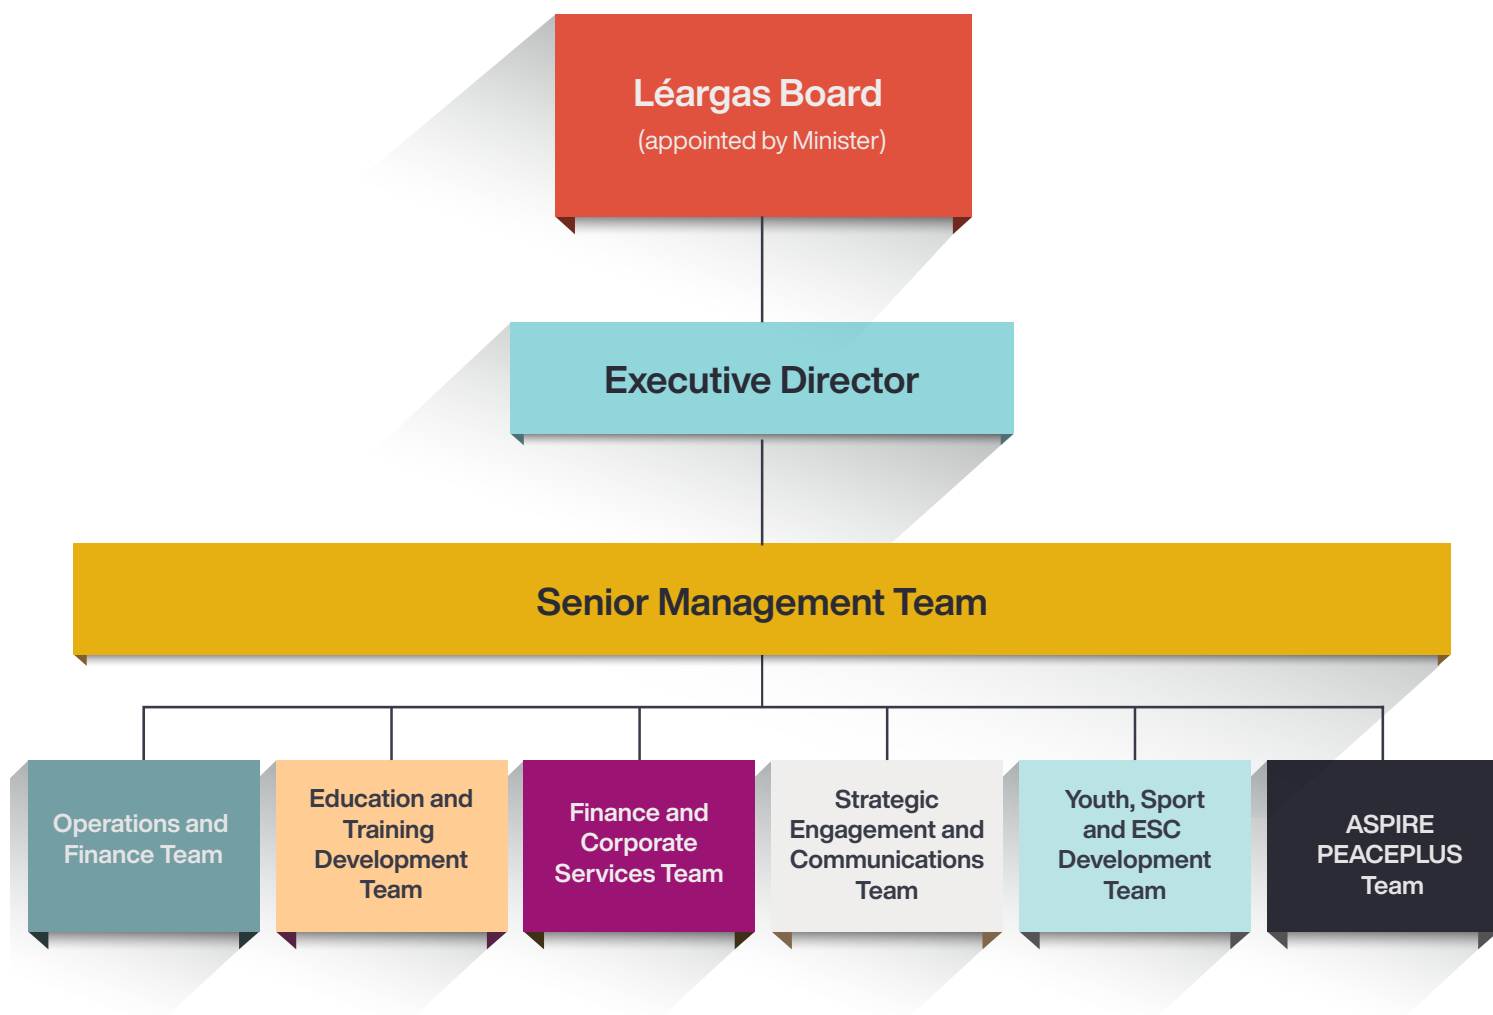 Léargas Board
(appointed by Minister)
Executive Director
Senior Management Team
Operations and
Finance Team
Education and
Training
Development
Team
Finance and
Corporate
Services Team
Strategic
Engagement and
Communications
Team
Youth, Sport
and ESC
Development
Team
ASPIRE
PEACEPLUS
Team